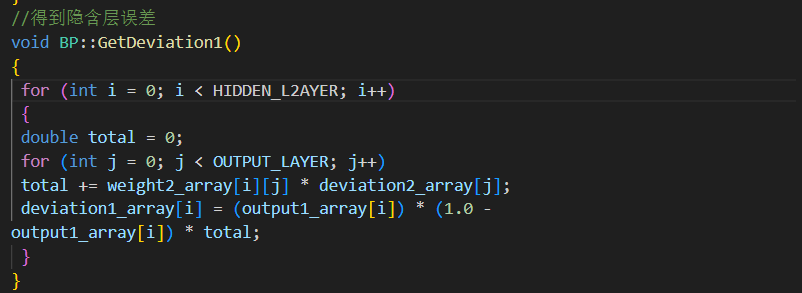 //得到隐含层误差
void BP::GetDeviation1()
{
for (int i = 0; i < HIDDEN_L2AYER; i++)
{
double total = 0;
for (int j = 0; j < OUTPUT_LAYER; j++)
total += weight2_array[i][j] * deviation2_array[j];
deviation1_array[i] = (output1_array[i]) * (1.0 -
output1_array[i]) * total;
}
}